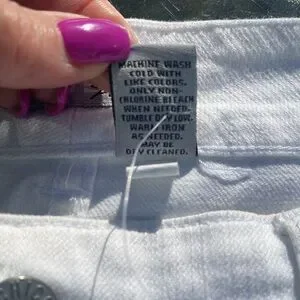 MACHINE WASH
COLD WITH
LIKE COLORS.
ONLY NON-
CHLORINE BLEACH
WHEN NEEDED.
TUMBLE DRY LOW.
WARM IRON
AS NEEDED.
MAY BE
DRY CLEANED.